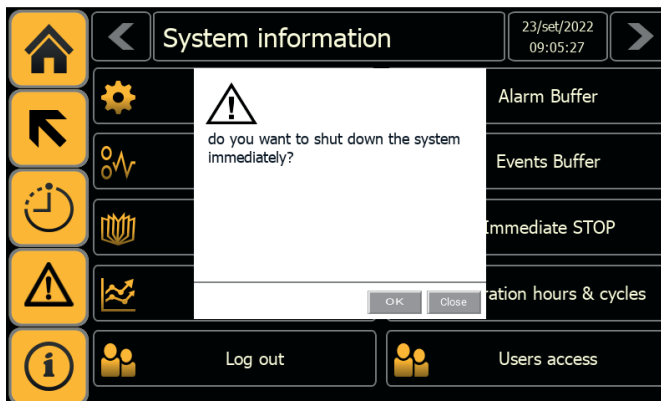 System information
23/set/2022
09:05:27
do you want to shut down the system
immediately?
OK
Close
Alarm Buffer
Events Buffer
Immediate STOP
ration hours & cycles
Log out
Users access